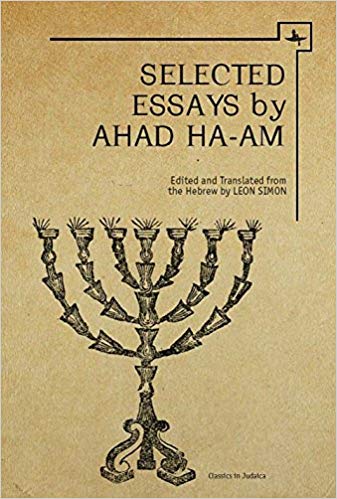 SELECTED
ESSAYS by
AHAD HA-AM
Edited and Translated from
the Hebrew by LEON SIMON
Classics in Judaica